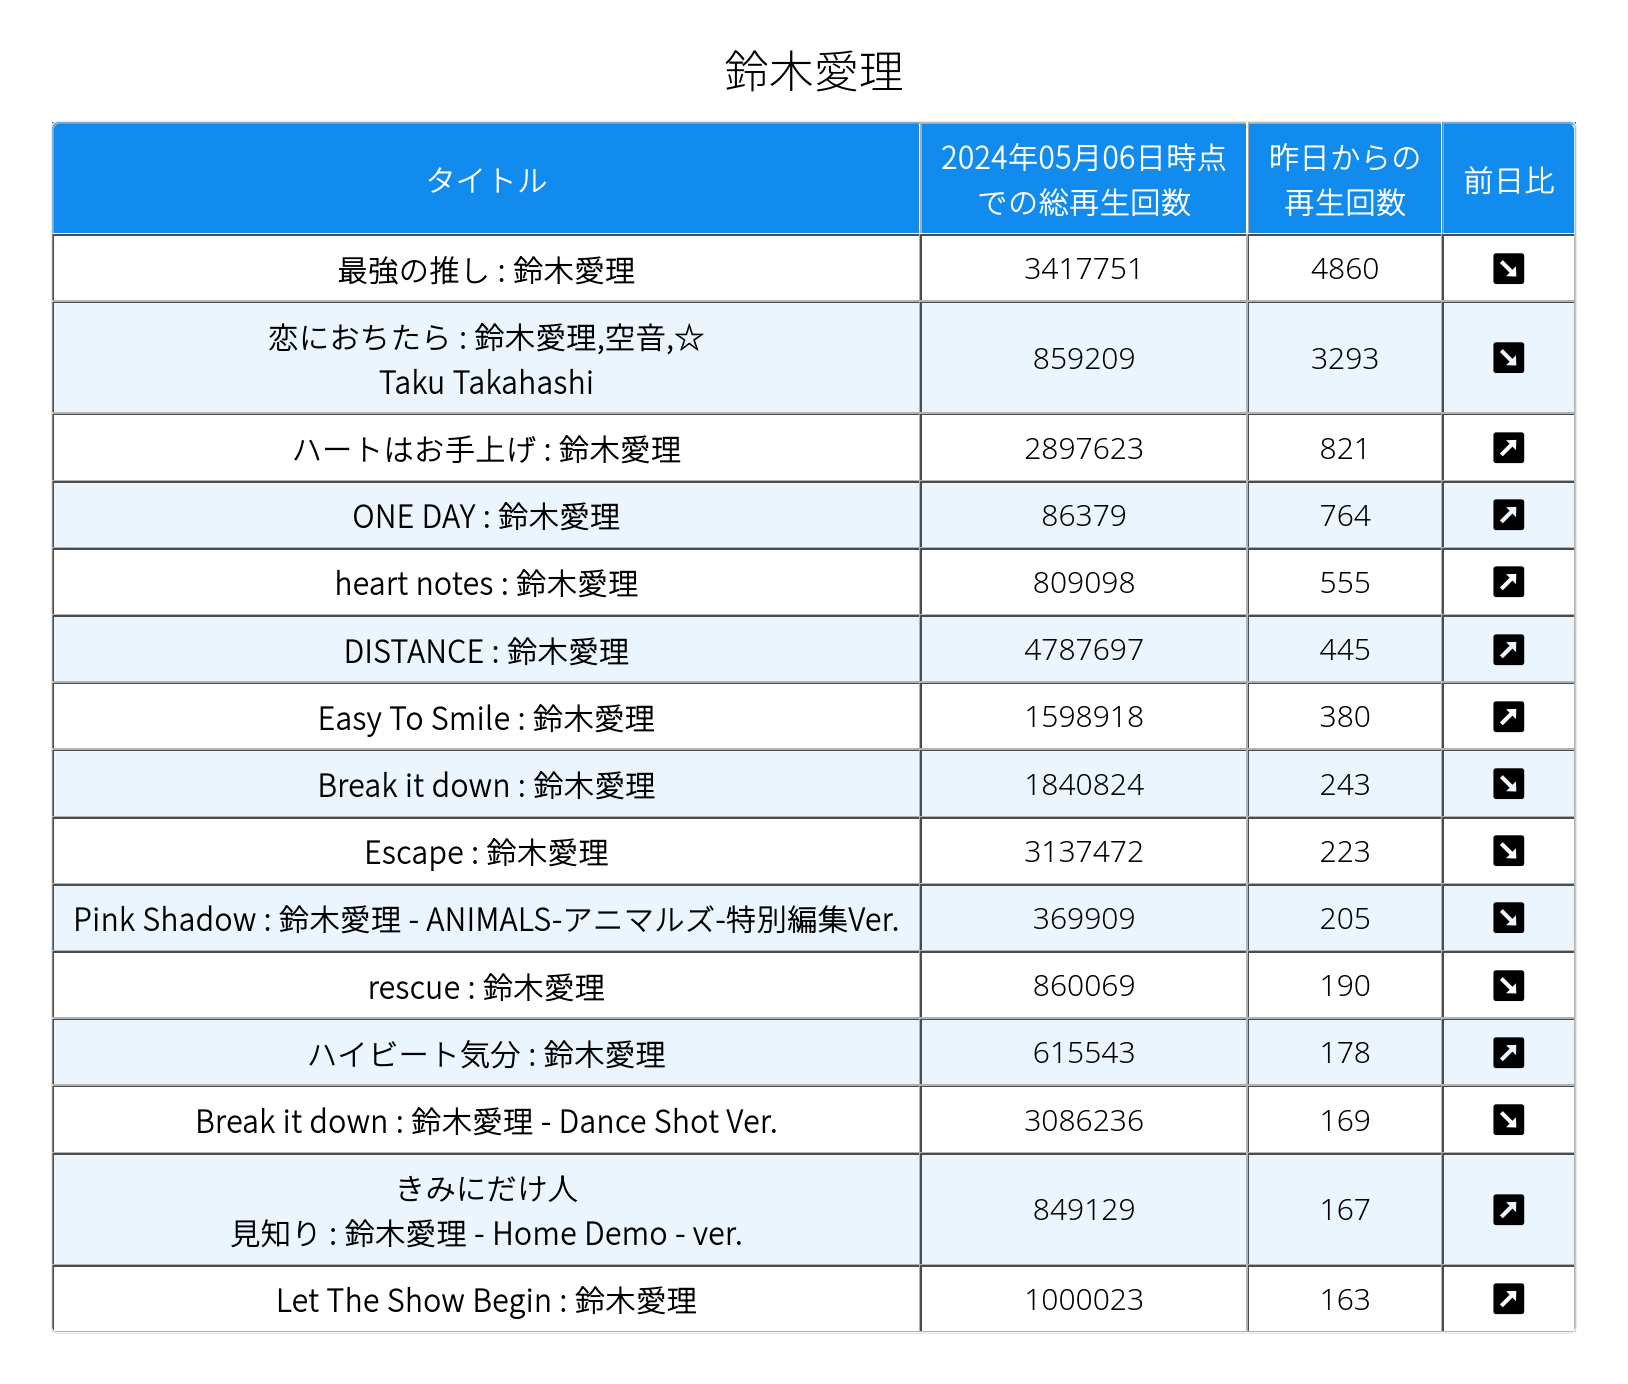 鈴木愛理
タイトル
2024年05月06日時点
での総再生回数
昨日からの
再生回数
前日比
最強の推し : 鈴木愛理 3417751 4860
恋におちたら : 鈴木愛理,空音,☆
Taku Takahashi
859209 3293
ハートはお手上げ : 鈴木愛理 2897623 821
ONE DAY : 鈴木愛理 86379 764
heart notes : 鈴木愛理 809098 555
DISTANCE : 鈴木愛理 4787697 445
Easy To Smile : 鈴木愛理 1598918 380
Break it down : 鈴木愛理 1840824 243
Escape : 鈴木愛理 3137472 223
Pink Shadow : 鈴木愛理 - ANIMALS-アニマルズ-特別編集Ver. 369909 205
rescue : 鈴木愛理 860069 190
ハイビート気分 : 鈴木愛理 615543 178
Break it down : 鈴木愛理 - Dance Shot Ver. 3086236 169
きみにだけ人
見知り : 鈴木愛理 - Home Demo - ver.
849129 167
Let The Show Begin : 鈴木愛理 1000023 163